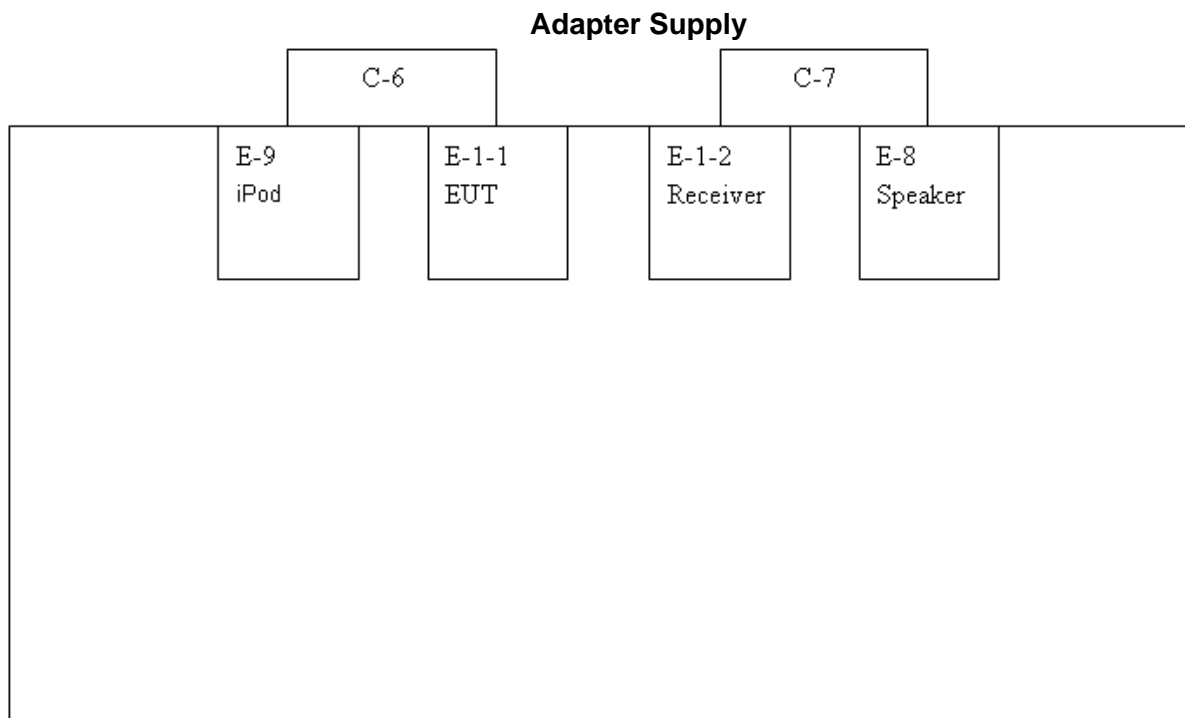 Adapter Supply
C-6
C-7
E-9
iPod
E-1-1
EUT
E-1-2
Receiver
E-8
Speaker